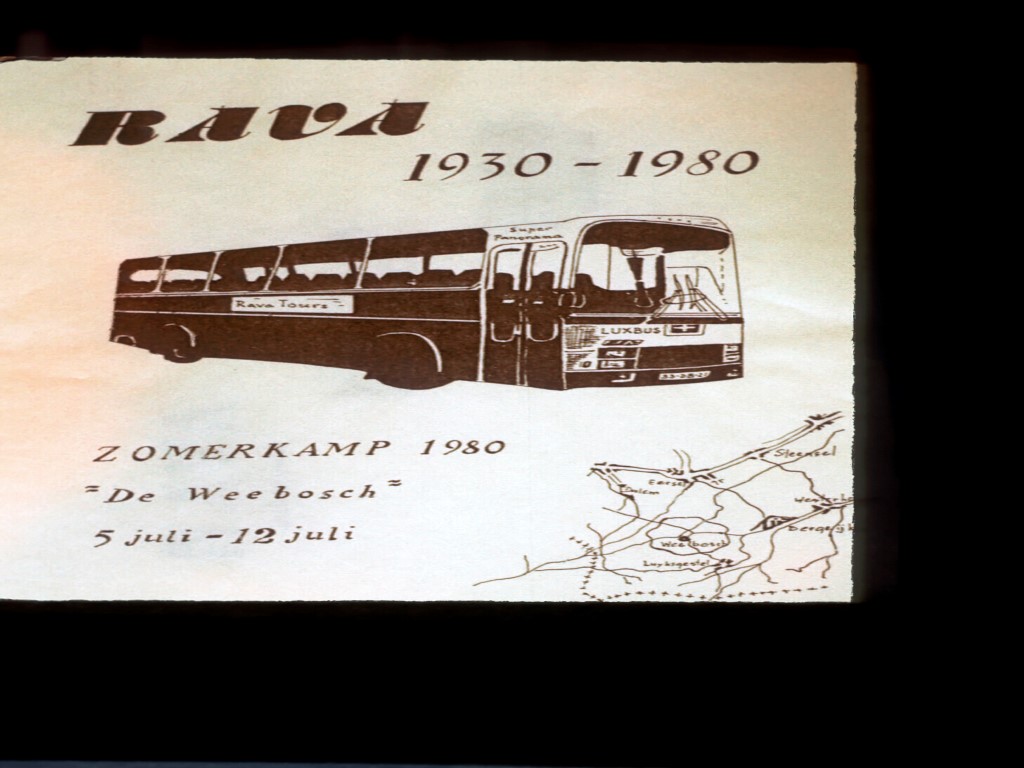 RAVA
1930 - 1980
Super
Panorama
Rava Tours
LUXBUS
ZOMERKAMP 1980
"De Weebosch"
5 juli - 12 juli
Steensel
Eersel
Weebosch
Luyksgestel